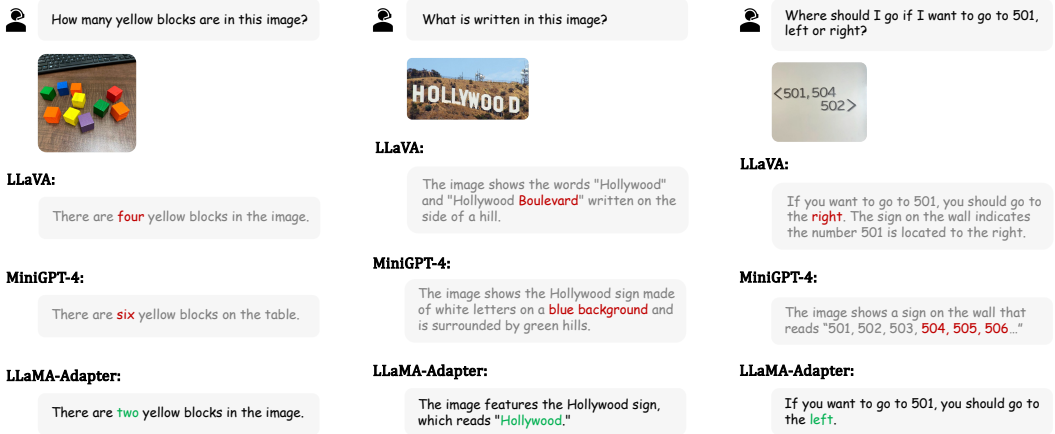 How many yellow blocks are in this image?
LLaVA:
There are four yellow blocks in the image.
MiniGPT-4:
There are six yellow blocks on the table.
LLaMA-Adapter:
There are two yellow blocks in the image.
What is written in this image?
HOLLYWOOD
LLaVA:
The image shows the words "Hollywood"
and "Hollywood Boulevard" written on the
side of a hill.
MiniGPT-4:
The image shows the Hollywood sign made
of white letters on a blue background and
is surrounded by green hills.
LLaMA-Adapter:
The image features the Hollywood sign,
which reads "Hollywood."
Where should I go if I want to go to 501,
left or right?
<501, 504
502>
LLaVA:
If you want to go to 501, you should go to
the right. The sign on the wall indicates
the number 501 is located to the right.
MiniGPT-4:
The image shows a sign on the wall that
reads “501, 502, 503, 504, 505, 506…”
LLaMA-Adapter:
If you want to go to 501, you should go to
the left.